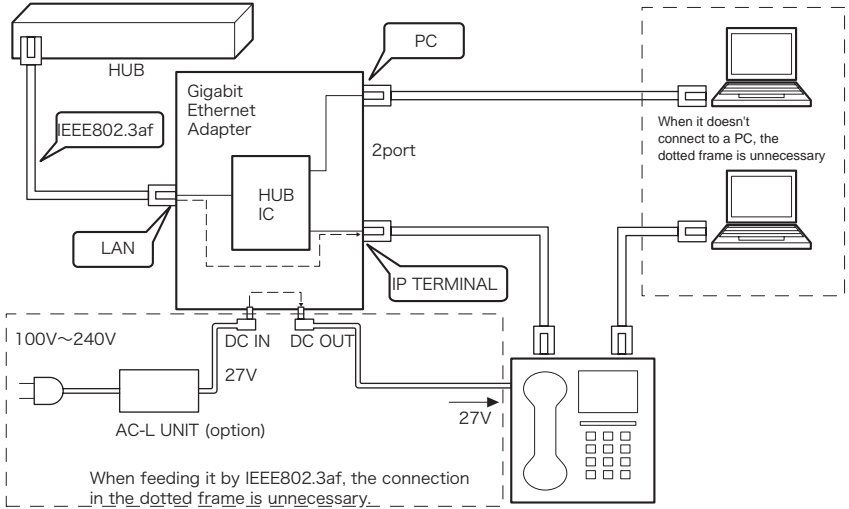 PC
HUB
Gigabit
Ethernet
Adapter
IEEE802.3af
When it doesn't
connect to a PC, the
dotted frame is unnecessary
2port
HUB
IC
LAN
IP TERMINAL
100V～240V
DC IN
DC OUT
27V
27V
AC-L UNIT (option)
When feeding it by IEEE802.3af, the connection
in the dotted frame is unnecessary.